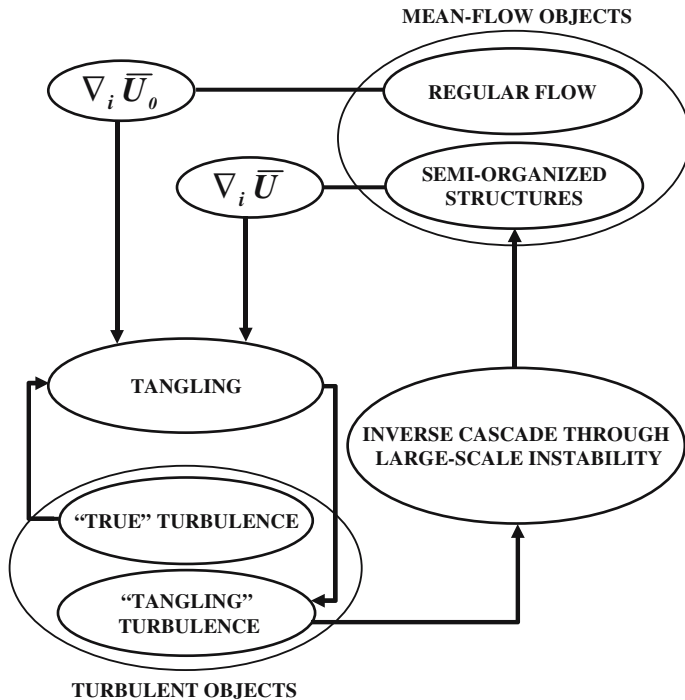 MEAN-FLOW OBJECTS
∇ᵢ U̅₀
REGULAR FLOW
∇ᵢ U̅
SEMI-ORGANIZED
STRUCTURES
TANGLING
INVERSE CASCADE THROUGH
LARGE-SCALE INSTABILITY
“TRUE” TURBULENCE
“TANGLING”
TURBULENCE
TURBULENT OBJECTS